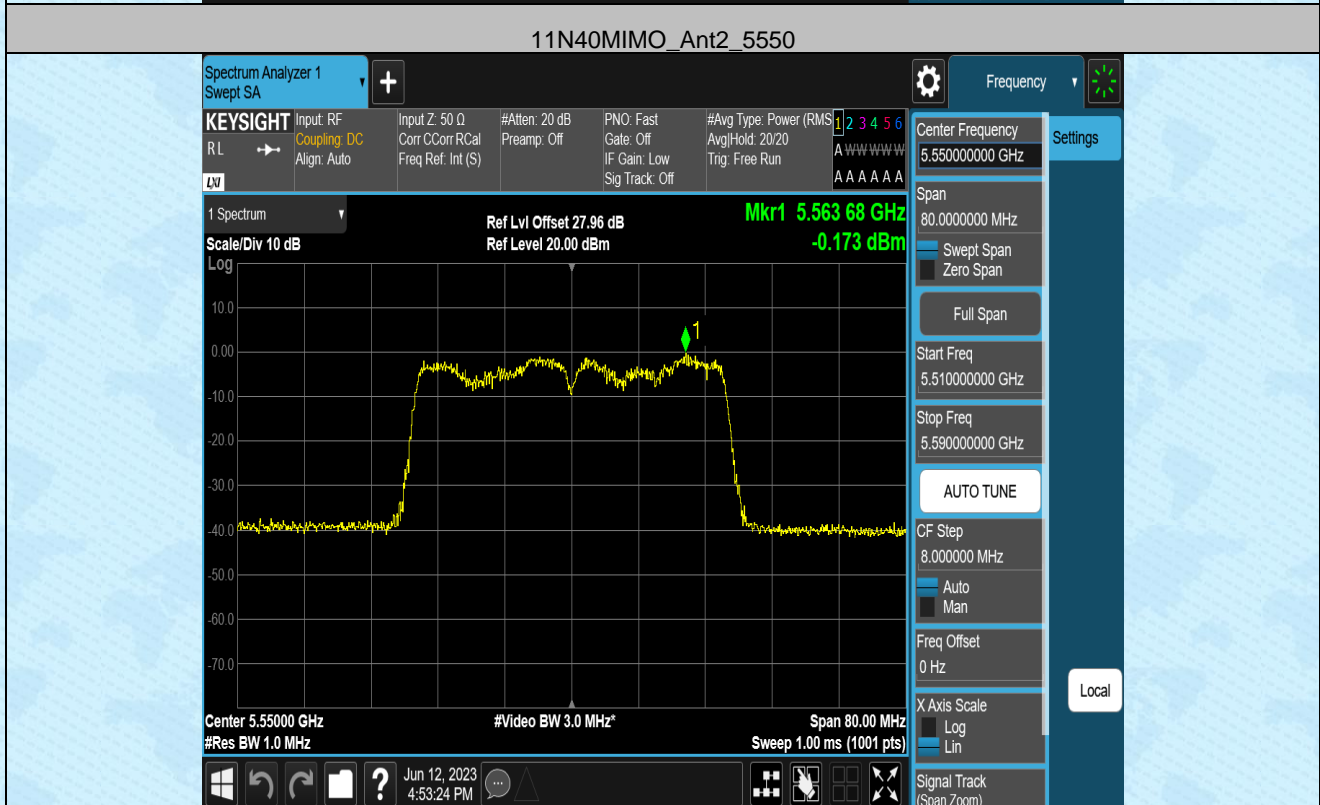 11N40MIMO_Ant2_5550
Spectrum Analyzer 1
Swept SA
Frequency
KEYSIGHT
RL
LXI
Input: RF
Coupling: DC
Align: Auto
Input Z: 50 Ω
Corr CCorr RCal
Freq Ref: Int (S)
#Atten: 20 dB
Preamp: Off
PNO: Fast
Gate: Off
IF Gain: Low
Sig Track: Off
#Avg Type: Power (RMS
Avg|Hold: 20/20
Trig: Free Run
1 2 3 4 5 6
A W W W W W
A A A A A A
Center Frequency
5.550000000 GHz
Settings
Span
80.0000000 MHz
Swept Span
Zero Span
Full Span
Start Freq
5.510000000 GHz
Stop Freq
5.590000000 GHz
AUTO TUNE
CF Step
8.000000 MHz
Auto
Man
Freq Offset
0 Hz
X Axis Scale
Log
Lin
Signal Track
(Span Zoom)
Local
1 Spectrum
Scale/Div 10 dB
Log
Ref Lvl Offset 27.96 dB
Ref Level 20.00 dBm
Mkr1 5.563 68 GHz
-0.173 dBm
1
10.0
0.00
-10.0
-20.0
-30.0
-40.0
-50.0
-60.0
-70.0
Center 5.55000 GHz
#Video BW 3.0 MHz*
Span 80.00 MHz
#Res BW 1.0 MHz
Sweep 1.00 ms (1001 pts)
?
Jun 12, 2023
4:53:24 PM